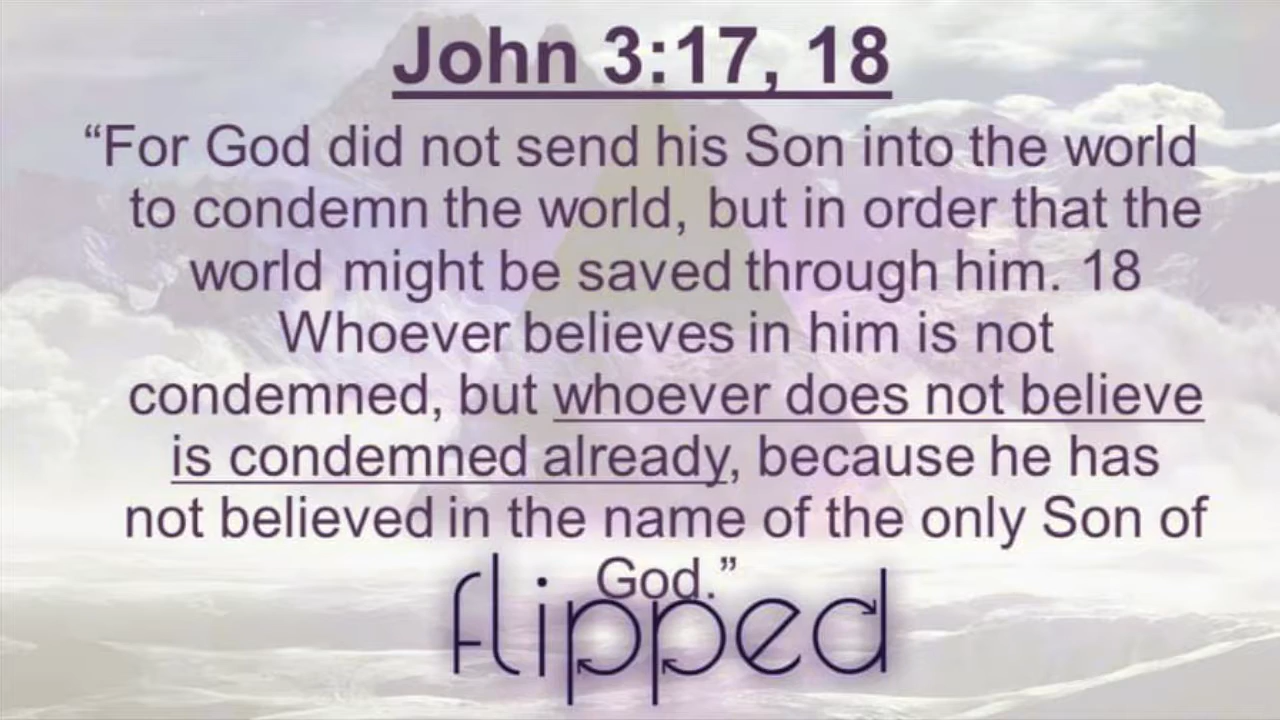 John 3:17, 18
“For God did not send his Son into the world
to condemn the world, but in order that the
world might be saved through him. 18
Whoever believes in him is not
condemned, but whoever does not believe
is condemned already, because he has
not believed in the name of the only Son of
God.”
flipped